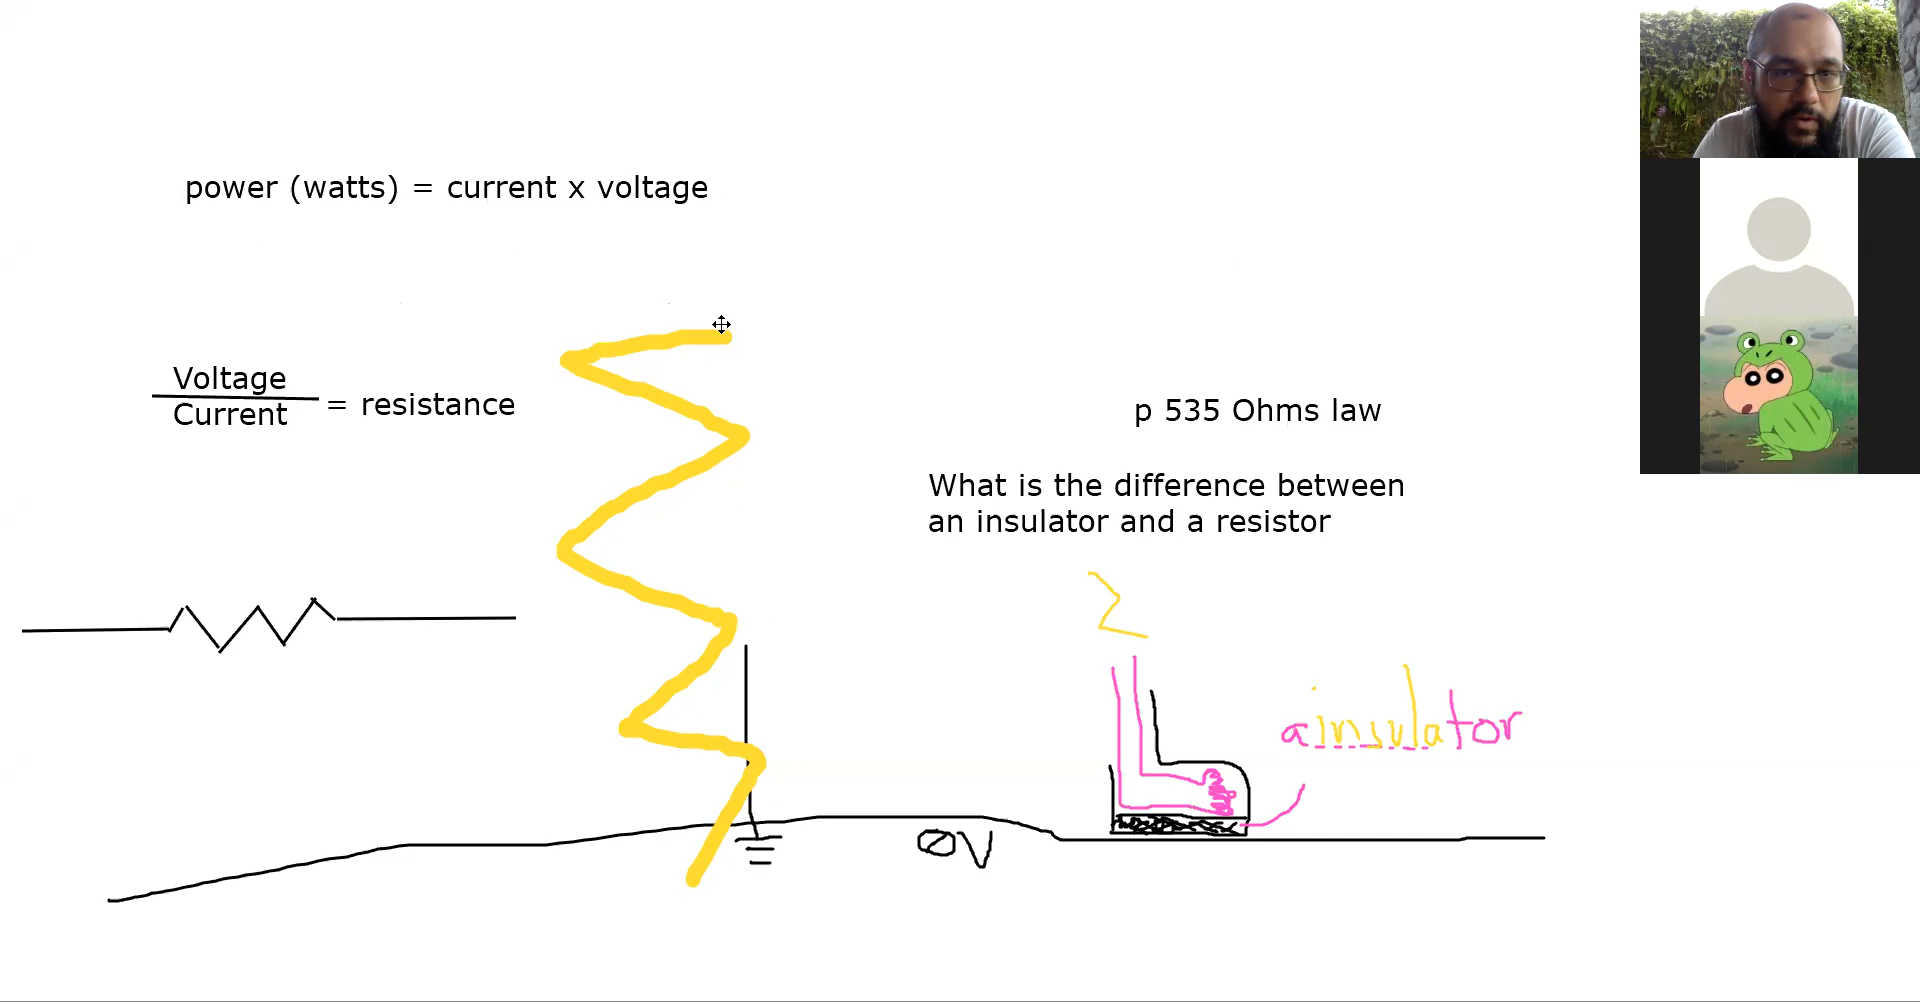 power (watts) = current x voltage
Voltage
Current
= resistance
p 535 Ohms law
What is the difference between
an insulator and a resistor
ainsulator
0V